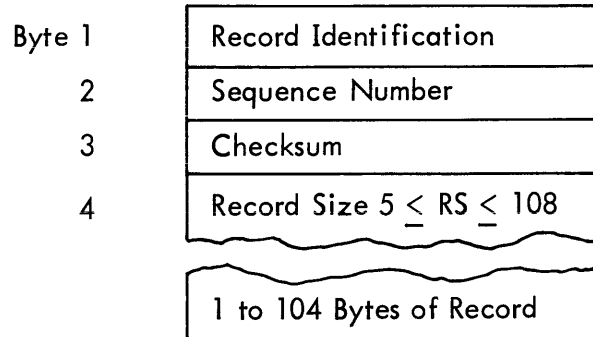 Byte 1 Record Identification
2 Sequence Number
3 Checksum
4 Record Size 5 ≤ RS ≤ 108
1 to 104 Bytes of Record